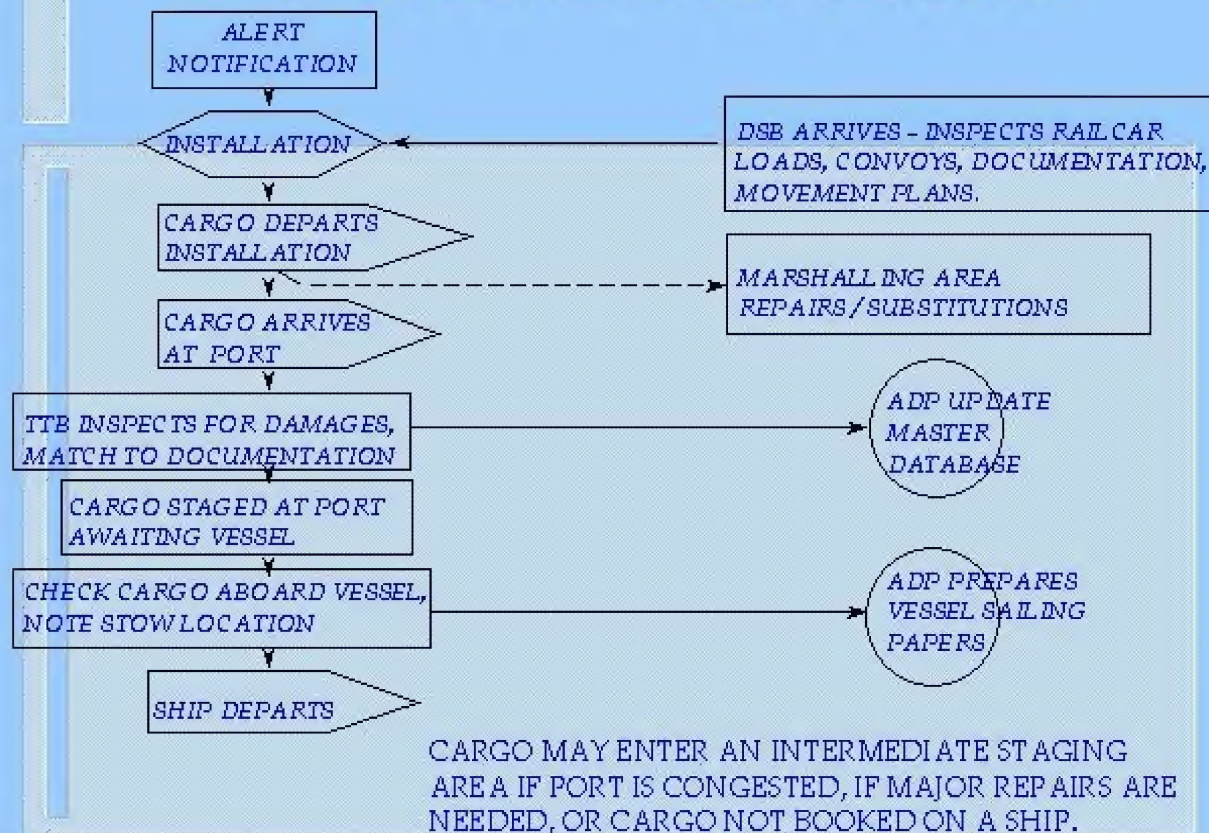 ALERT
NOTIFICATION
INSTALLATION
DSB ARRIVES - INSPECTS RAILCAR
LOADS, CONVOYS, DOCUMENTATION,
MOVEMENT PLANS.
CARGO DEPARTS
INSTALLATION
MARSHALLING AREA
REPAIRS/SUBSTITUTIONS
CARGO ARRIVES
AT PORT
TTB INSPECTS FOR DAMAGES,
MATCH TO DOCUMENTATION
ADP UPDATE
MASTER
DATABASE
CARGO STAGED AT PORT
AWAITING VESSEL
CHECK CARGO ABOARD VESSEL,
NOTE STOW LOCATION
ADP PREPARES
VESSEL SAILING
PAPERS
SHIP DEPARTS
CARGO MAY ENTER AN INTERMEDIATE STAGING
AREA IF PORT IS CONGESTED, IF MAJOR REPAIRS ARE
NEEDED, OR CARGO NOT BOOKED ON A SHIP.